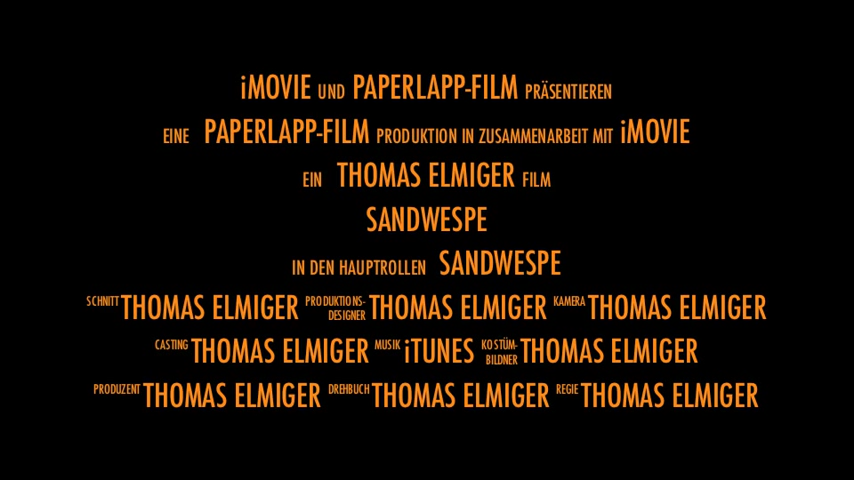 iMOVIE UND PAPERLAPP-FILM PRÄSENTIEREN
EINE PAPERLAPP-FILM PRODUKTION IN ZUSAMMENARBEIT MIT iMOVIE
EIN THOMAS ELMIGER FILM
SANDWESPE
IN DEN HAUPTROLLEN SANDWESPE
SCHNITT THOMAS ELMIGER PRODUKTIONS-DESIGNER THOMAS ELMIGER KAMERA THOMAS ELMIGER
CASTING THOMAS ELMIGER MUSIK iTUNES KOSTÜM-BILDNER THOMAS ELMIGER
PRODUZENT THOMAS ELMIGER DREHBUCH THOMAS ELMIGER REGIE THOMAS ELMIGER